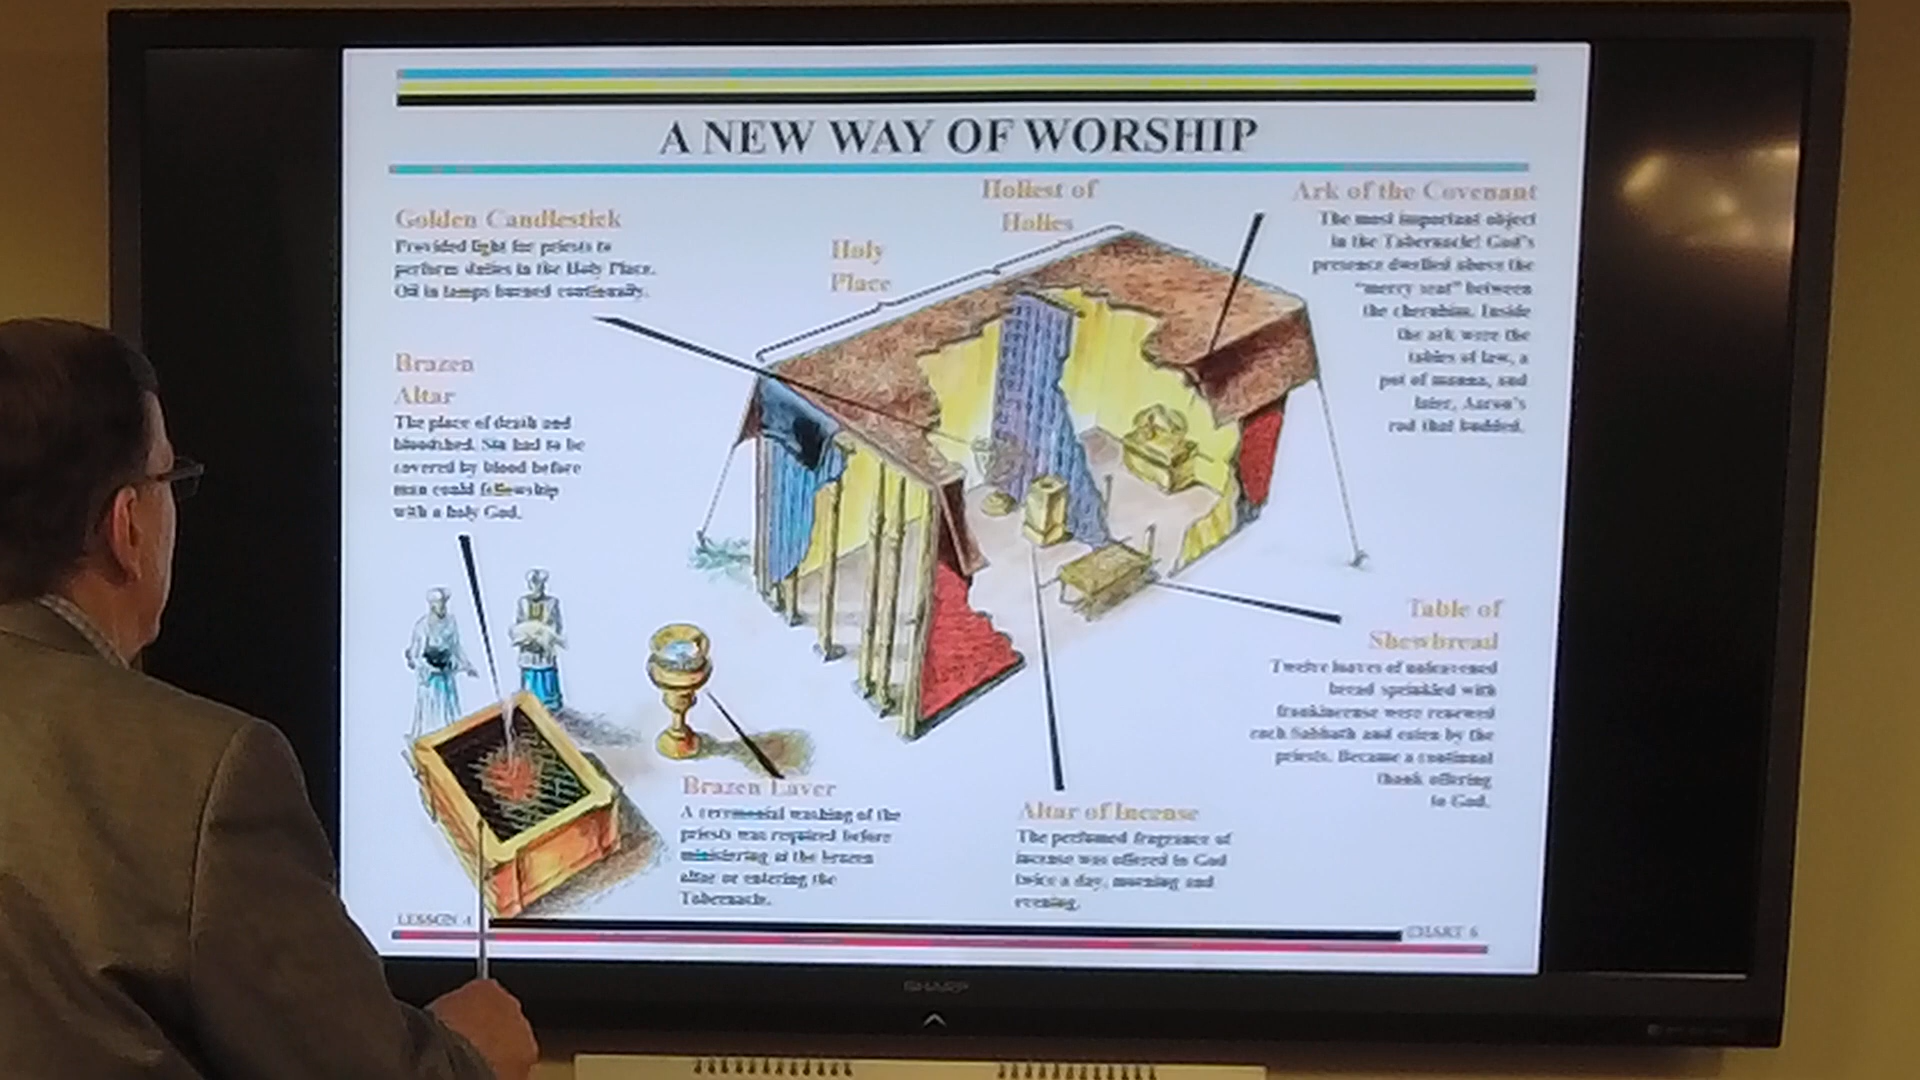 A NEW WAY OF WORSHIP
Golden Candlestick
Provided light for priests to
perform duties in the Holy Place.
Oil in lamps burned continually.
Brazen
Altar
The place of death and
bloodshed. Sin had to be
covered by blood before
man could fellowship
with a holy God.
Holy
Place
Holiest of
Holies
Ark of the Covenant
The most important object
in the Tabernacle! God's
presence dwelled above the
"mercy seat" between
the cherubim. Inside
the ark were the
tables of law, a
pot of manna, and
later, Aaron's
rod that budded.
Table of
Shewbread
Twelve loaves of unleavened
bread sprinkled with
frankincense were renewed
each Sabbath and eaten by the
priests. Became a continual
thank offering
to God.
Brazen Laver
A ceremonial washing of the
priests was required before
ministering at the brazen
altar or entering the
Tabernacle.
Altar of Incense
The perfumed fragrance of
incense was offered to God
twice a day, morning and
evening.
LESSON 4
CHART 6
SHARP